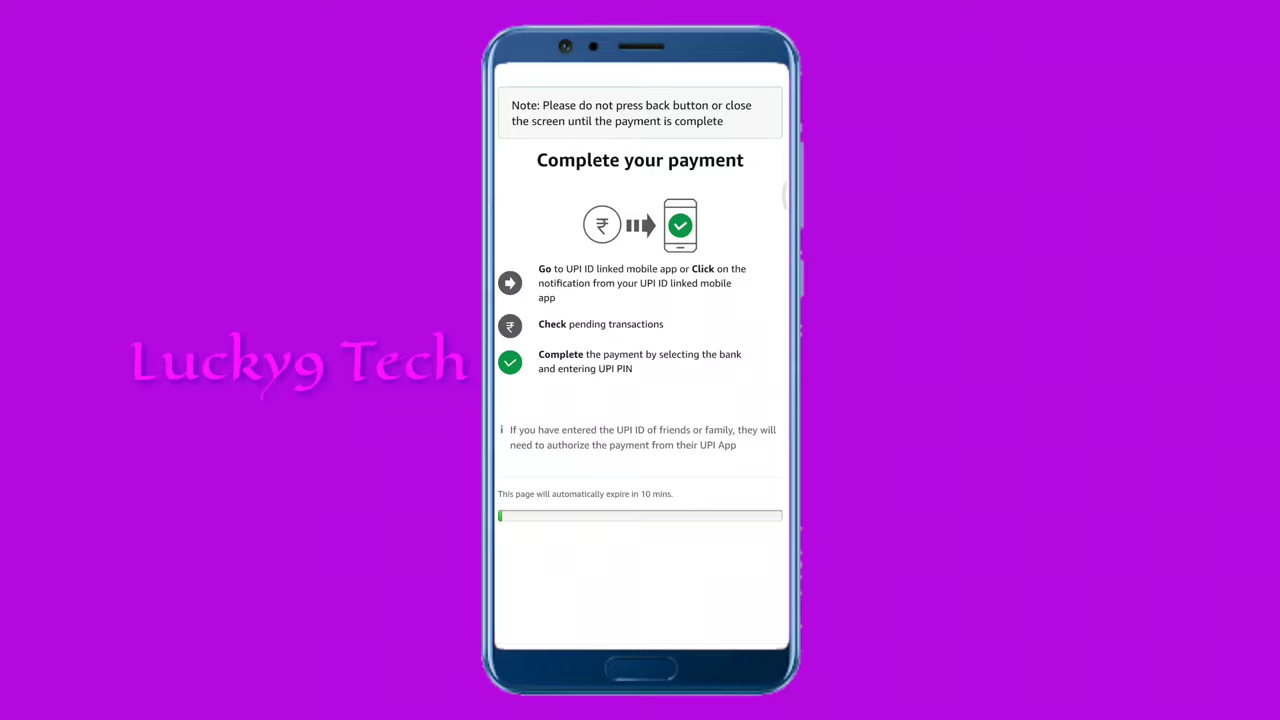 Note: Please do not press back button or close
the screen until the payment is complete
Complete your payment
₹
Go to UPI ID linked mobile app or Click on the
notification from your UPI ID linked mobile
app
₹
Check pending transactions
Complete the payment by selecting the bank
and entering UPI PIN
Lucky9 Tech
i If you have entered the UPI ID of friends or family, they will
need to authorize the payment from their UPI App
This page will automatically expire in 10 mins.